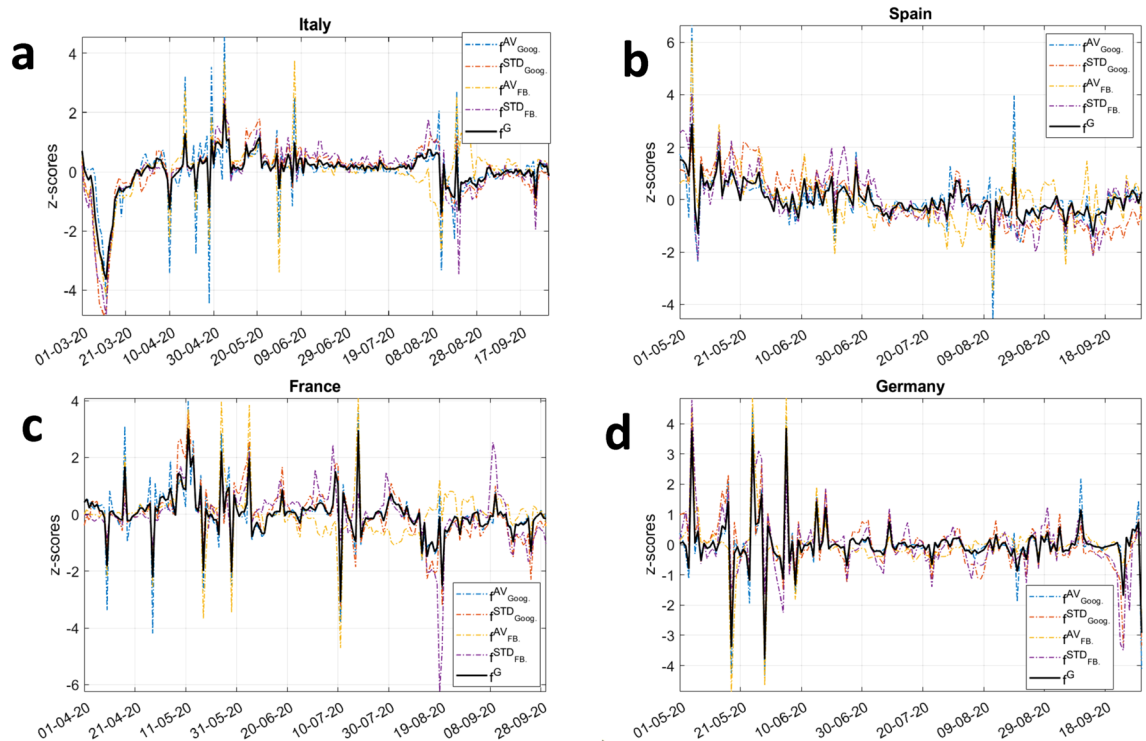 a
Italy
z-scores
4
2
0
-2
-4
01-03-20
21-03-20
10-04-20
30-04-20
20-05-20
09-06-20
29-06-20
19-07-20
08-08-20
28-08-20
17-09-20
f^AV_Goog.
f^STD_Goog.
f^AV_FB.
f^STD_FB.
f^G
b
Spain
z-scores
6
4
2
0
-2
-4
01-05-20
21-05-20
10-06-20
30-06-20
20-07-20
09-08-20
29-08-20
18-09-20
f^AV_Goog.
f^STD_Goog.
f^AV_FB.
f^STD_FB.
f^G
c
France
z-scores
4
2
0
-2
-4
-6
01-04-20
21-04-20
11-05-20
31-05-20
20-06-20
10-07-20
30-07-20
19-08-20
08-09-20
28-09-20
f^AV_Goog.
f^STD_Goog.
f^AV_FB.
f^STD_FB.
f^G
d
Germany
z-scores
4
3
2
1
0
-1
-2
-3
-4
01-05-20
21-05-20
10-06-20
30-06-20
20-07-20
09-08-20
29-08-20
18-09-20
f^AV_Goog.
f^STD_Goog.
f^AV_FB.
f^STD_FB.
f^G